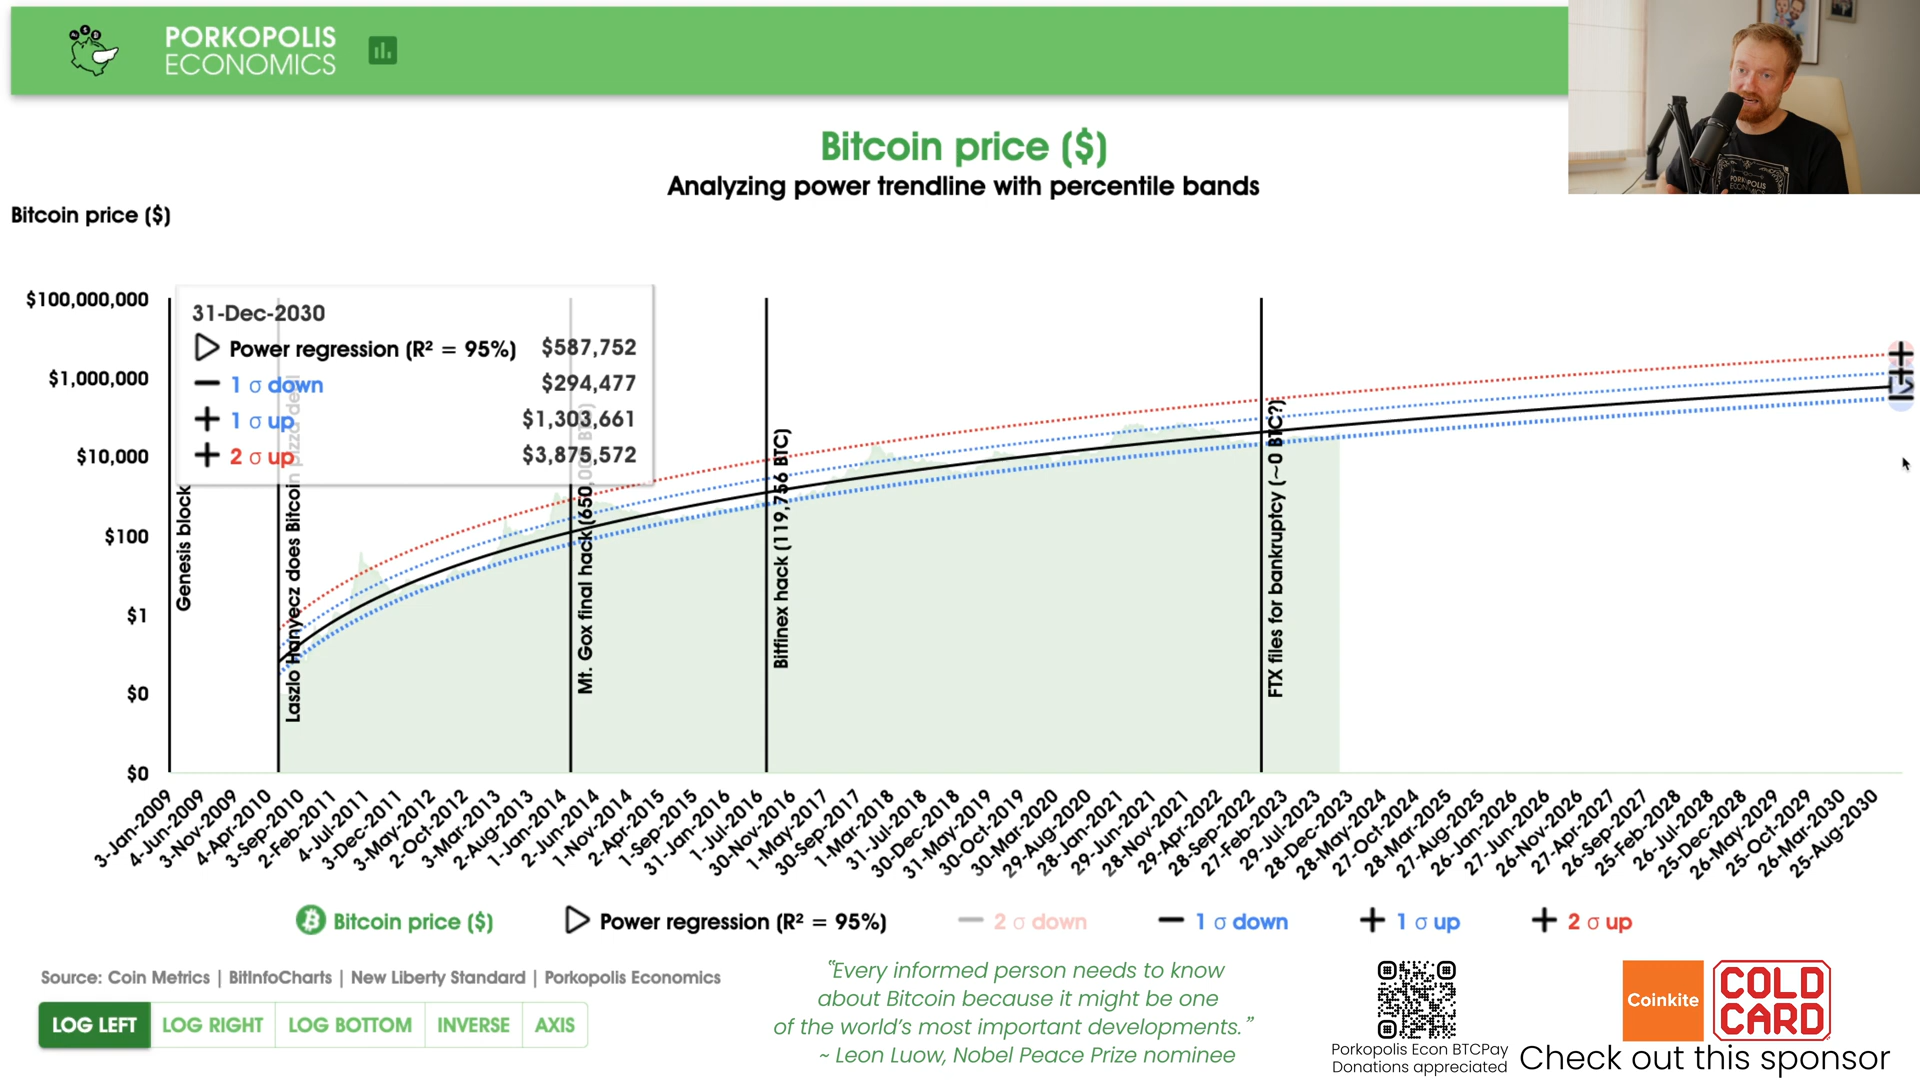 PORKOPOLIS
ECONOMICS
Bitcoin price ($)
Analyzing power trendline with percentile bands
Bitcoin price ($)
$100,000,000
$1,000,000
$10,000
$100
$1
$0
$0
31-Dec-2030
Power regression (R² = 95%) $587,752
1 σ down $294,477
1 σ up $1,303,661
2 σ up $3,875,572
Genesis block
Laszlo Hanyecz does Bitcoin pizza deal
Mt. Gox final hack (650,000 BTC)
Bitfinex hack (119,756 BTC)
FTX files for bankruptcy (~0 BTC?)
3-Jan-2009
4-Jun-2009
3-Nov-2009
4-Apr-2010
3-Sep-2010
2-Feb-2011
4-Jul-2011
3-Dec-2011
3-May-2012
2-Oct-2012
3-Mar-2013
2-Aug-2013
1-Jan-2014
2-Jun-2014
1-Nov-2014
2-Apr-2015
1-Sep-2015
31-Jan-2016
1-Jul-2016
30-Nov-2016
1-May-2017
30-Sep-2017
1-Mar-2018
31-Jul-2018
30-Dec-2018
31-May-2019
30-Oct-2019
30-Mar-2020
29-Aug-2020
28-Jan-2021
29-Jun-2021
28-Nov-2021
29-Apr-2022
28-Sep-2022
27-Feb-2023
29-Jul-2023
28-Dec-2023
28-May-2024
27-Oct-2024
28-Mar-2025
27-Aug-2025
26-Jan-2026
27-Jun-2026
26-Nov-2026
27-Apr-2027
26-Sep-2027
25-Feb-2028
26-Jul-2028
25-Dec-2028
26-May-2029
25-Oct-2029
26-Mar-2030
25-Aug-2030
Bitcoin price ($)
Power regression (R² = 95%)
2 σ down
1 σ down
1 σ up
2 σ up
Source: Coin Metrics | BitInfoCharts | New Liberty Standard | Porkopolis Economics
LOG LEFT
LOG RIGHT
LOG BOTTOM
INVERSE
AXIS
"Every informed person needs to know
about Bitcoin because it might be one
of the world's most important developments."
~ Leon Luow, Nobel Peace Prize nominee
Porkopolis Econ BTCPay
Donations appreciated
Coinkite
COLD
CARD
Check out this sponsor
PORKOPOLIS
ECONOMICS